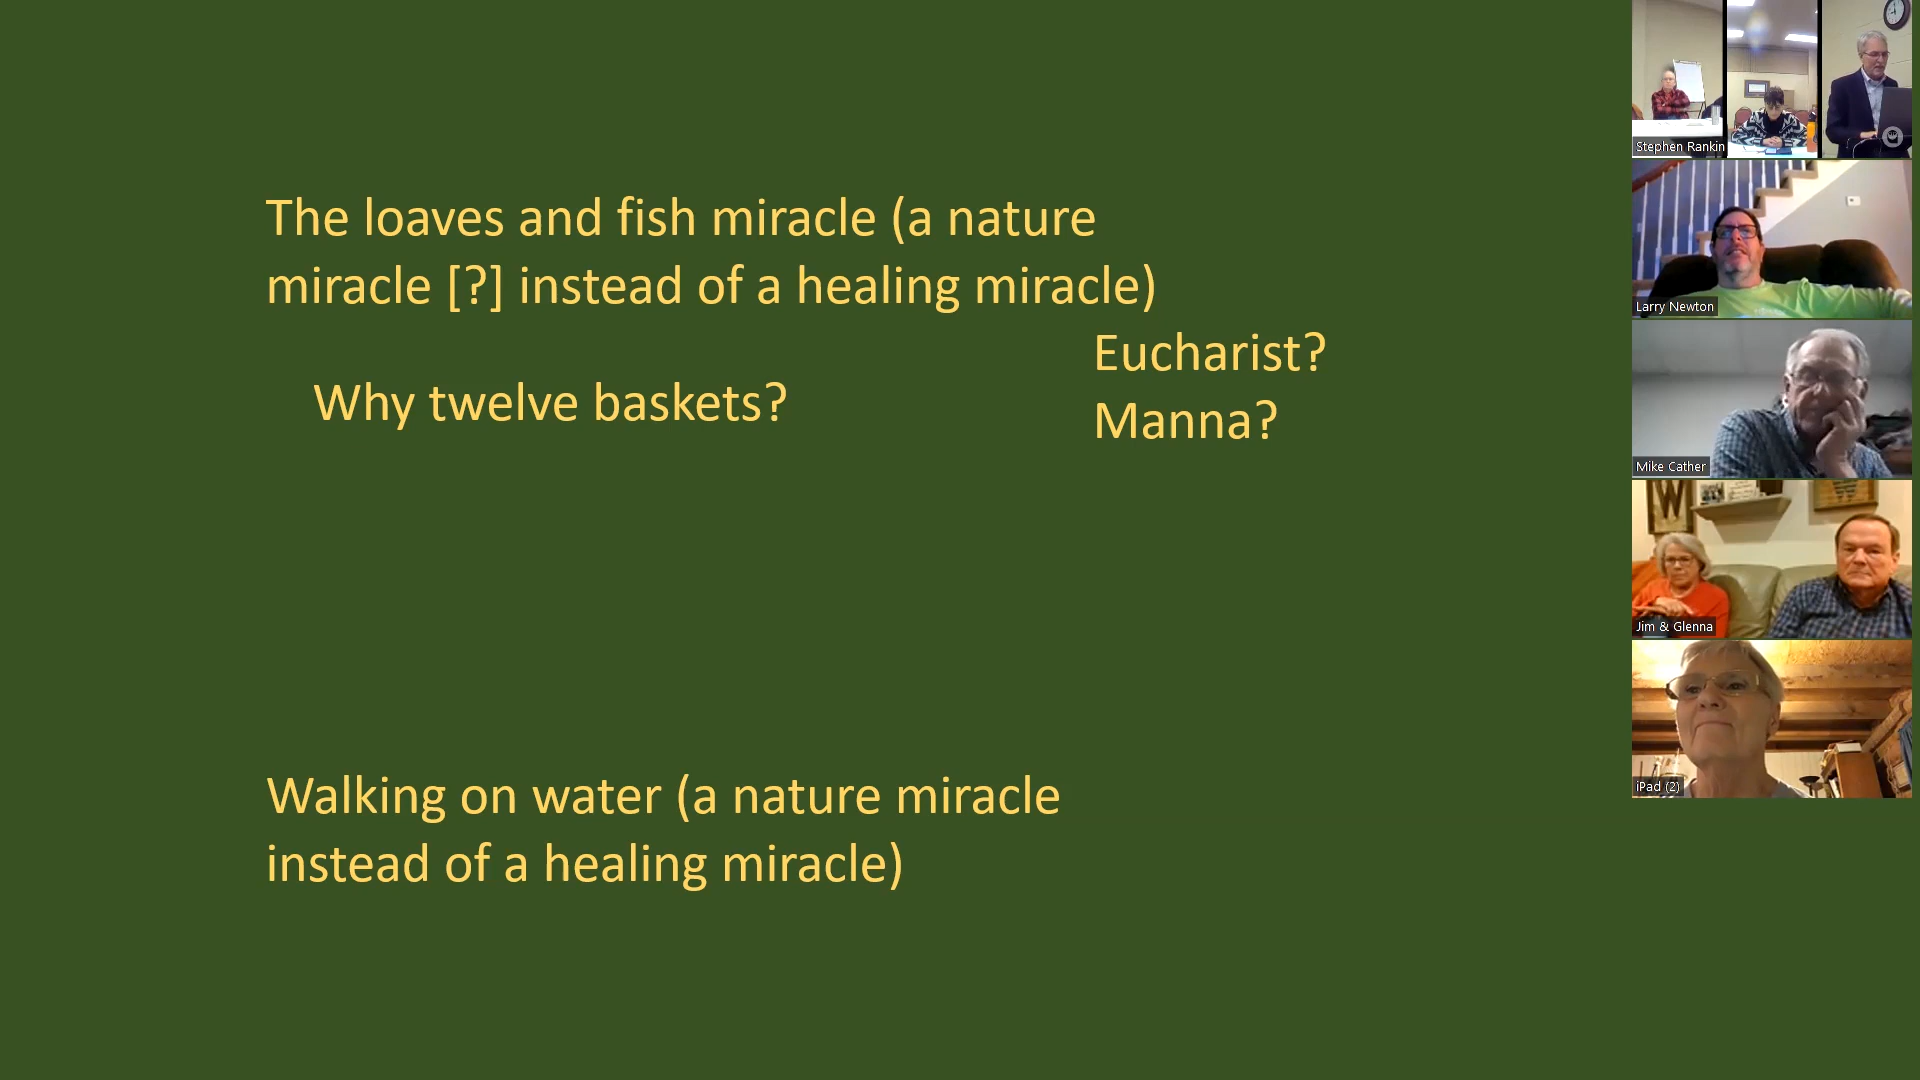 The loaves and fish miracle (a nature
miracle [?] instead of a healing miracle)
Eucharist?
Why twelve baskets?
Manna?
Walking on water (a nature miracle
instead of a healing miracle)
Stephen Rankin
Larry Newton
W
Mike Cather
Jim & Glenna
iPad (2)